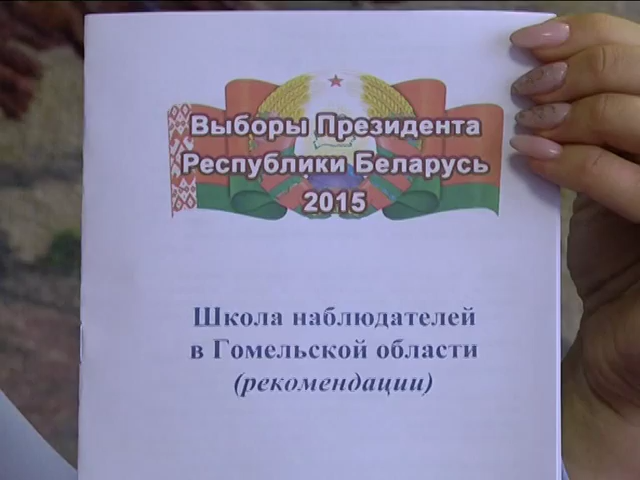 Выборы Президента
Республики Беларусь
2015
Школа наблюдателей
в Гомельской области
(рекомендации)